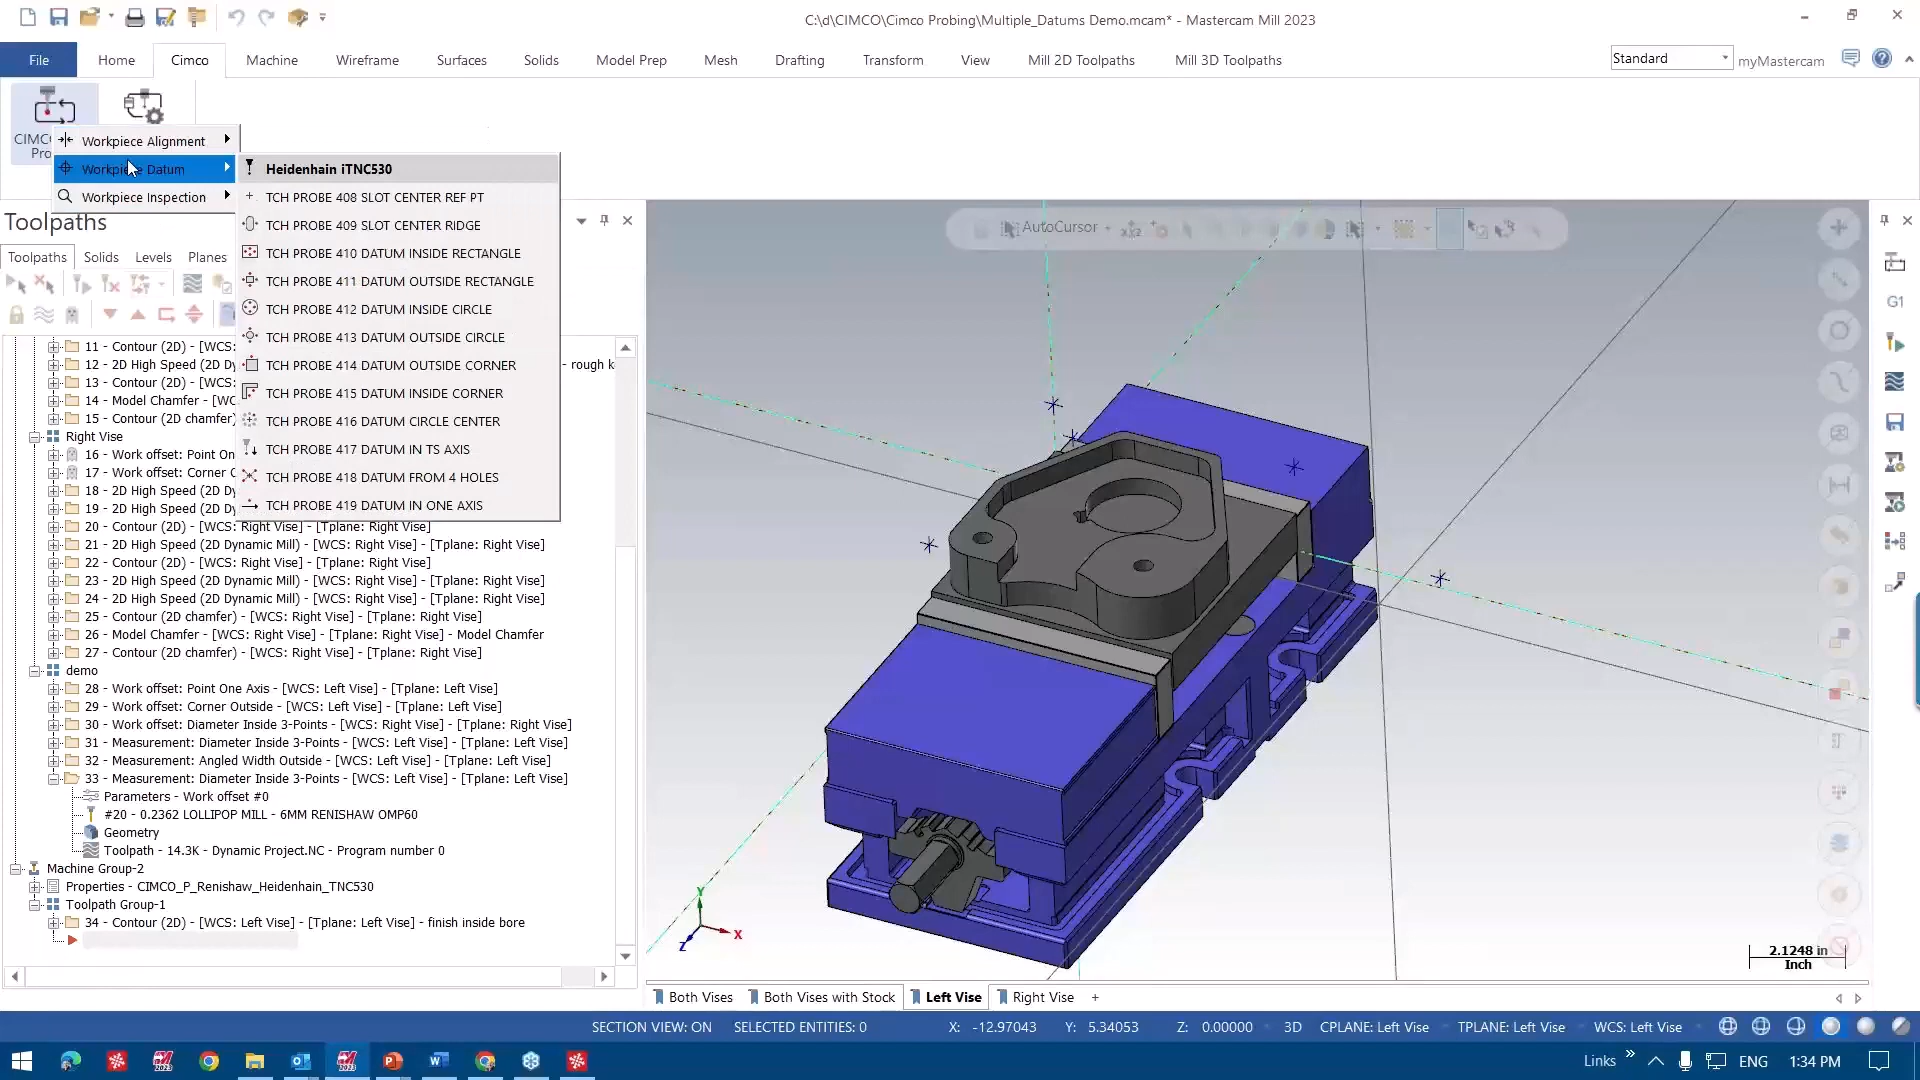 C:\d\CIMCO\Cimco Probing\Multiple_Datums Demo.mcam* - Mastercam Mill 2023
File Home Cimco Machine Wireframe Surfaces Solids Model Prep Mesh Drafting Transform View Mill 2D Toolpaths Mill 3D Toolpaths Standard myMastercam
CIMCO
Pro
Workpiece Alignment
Workpiece Datum
Workpiece Inspection
Heidenhain iTNC530
TCH PROBE 408 SLOT CENTER REF PT
TCH PROBE 409 SLOT CENTER RIDGE
TCH PROBE 410 DATUM INSIDE RECTANGLE
TCH PROBE 411 DATUM OUTSIDE RECTANGLE
TCH PROBE 412 DATUM INSIDE CIRCLE
TCH PROBE 413 DATUM OUTSIDE CIRCLE
TCH PROBE 414 DATUM OUTSIDE CORNER
TCH PROBE 415 DATUM INSIDE CORNER
TCH PROBE 416 DATUM CIRCLE CENTER
TCH PROBE 417 DATUM IN TS AXIS
TCH PROBE 418 DATUM FROM 4 HOLES
TCH PROBE 419 DATUM IN ONE AXIS
Toolpaths
Toolpaths Solids Levels Planes
AutoCursor
G1
11 - Contour (2D) - [WCS:
12 - 2D High Speed (2D Dy - rough k
13 - Contour (2D) - [WCS:
14 - Model Chamfer - [WC
15 - Contour (2D chamfer)
Right Vise
16 - Work offset: Point On
17 - Work offset: Corner O
18 - 2D High Speed (2D Dy
19 - 2D High Speed (2D Dy
20 - Contour (2D) - [WCS: Right Vise] - [Tplane: Right Vise]
21 - 2D High Speed (2D Dynamic Mill) - [WCS: Right Vise] - [Tplane: Right Vise]
22 - Contour (2D) - [WCS: Right Vise] - [Tplane: Right Vise]
23 - 2D High Speed (2D Dynamic Mill) - [WCS: Right Vise] - [Tplane: Right Vise]
24 - 2D High Speed (2D Dynamic Mill) - [WCS: Right Vise] - [Tplane: Right Vise]
25 - Contour (2D chamfer) - [WCS: Right Vise] - [Tplane: Right Vise]
26 - Model Chamfer - [WCS: Right Vise] - [Tplane: Right Vise] - Model Chamfer
27 - Contour (2D chamfer) - [WCS: Right Vise] - [Tplane: Right Vise]
demo
28 - Work offset: Point One Axis - [WCS: Left Vise] - [Tplane: Left Vise]
29 - Work offset: Corner Outside - [WCS: Left Vise] - [Tplane: Left Vise]
30 - Work offset: Diameter Inside 3-Points - [WCS: Right Vise] - [Tplane: Right Vise]
31 - Measurement: Diameter Inside 3-Points - [WCS: Left Vise] - [Tplane: Left Vise]
32 - Measurement: Angled Width Outside - [WCS: Left Vise] - [Tplane: Left Vise]
33 - Measurement: Diameter Inside 3-Points - [WCS: Left Vise] - [Tplane: Left Vise]
Parameters - Work offset #0
#20 - 0.2362 LOLLIPOP MILL - 6MM RENISHAW OMP60
Geometry
Toolpath - 14.3K - Dynamic Project.NC - Program number 0
Machine Group-2
Properties - CIMCO_P_Renishaw_Heidenhain_TNC530
Toolpath Group-1
34 - Contour (2D) - [WCS: Left Vise] - [Tplane: Left Vise] - finish inside bore
Y
X
Z
2.1248 in
Inch
Both Vises Both Vises with Stock Left Vise Right Vise +
SECTION VIEW: ON SELECTED ENTITIES: 0 X: -12.97043 Y: 5.34053 Z: 0.00000 3D CPLANE: Left Vise TPLANE: Left Vise WCS: Left Vise
Links ENG 1:34 PM